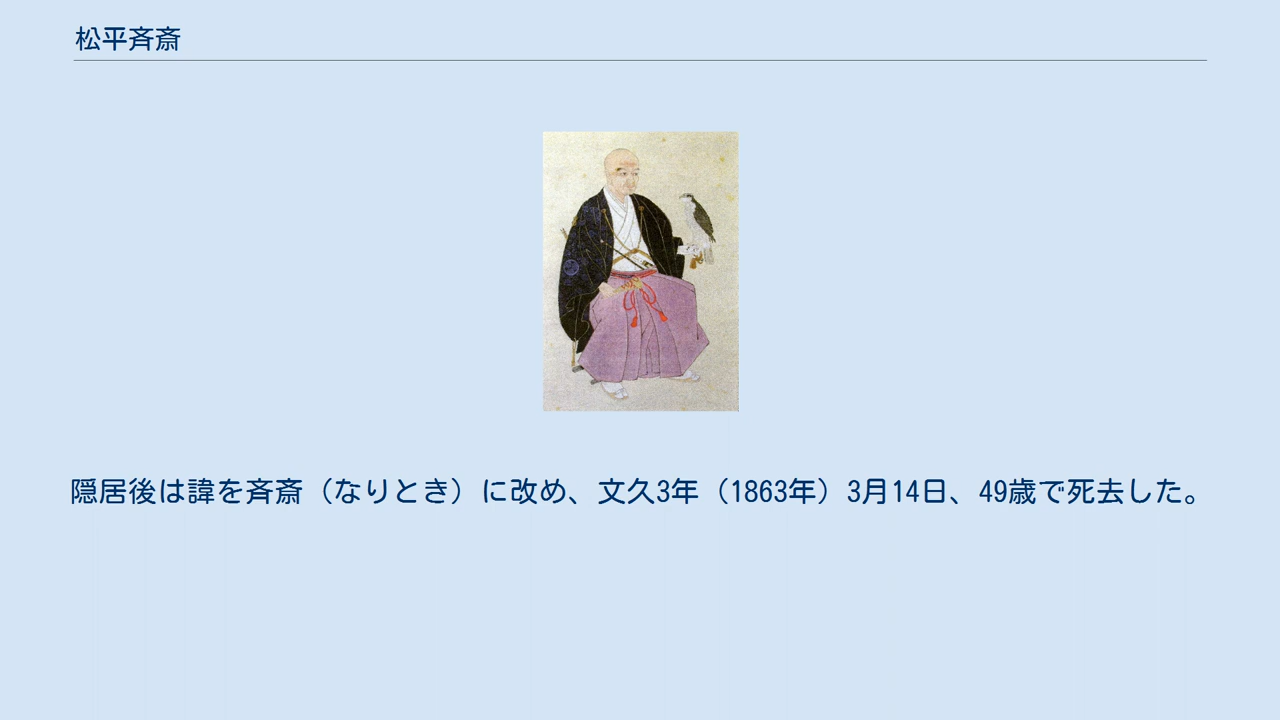 松平斉斎
隠居後は諱を斉斎（なりとき）に改め、文久3年（1863年）3月14日、49歳で死去した。